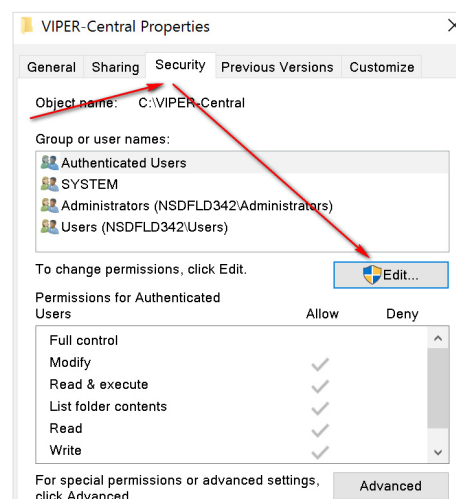 VIPER-Central Properties
General Sharing Security Previous Versions Customize
Object name: C:\VIPER-Central
Group or user names:
Authenticated Users
SYSTEM
Administrators (NSDFLD342\Administrators)
Users (NSDFLD342\Users)
To change permissions, click Edit.
Edit...
Permissions for Authenticated
Users Allow Deny
Full control
Modify
Read & execute
List folder contents
Read
Write
For special permissions or advanced settings,
click Advanced.
Advanced